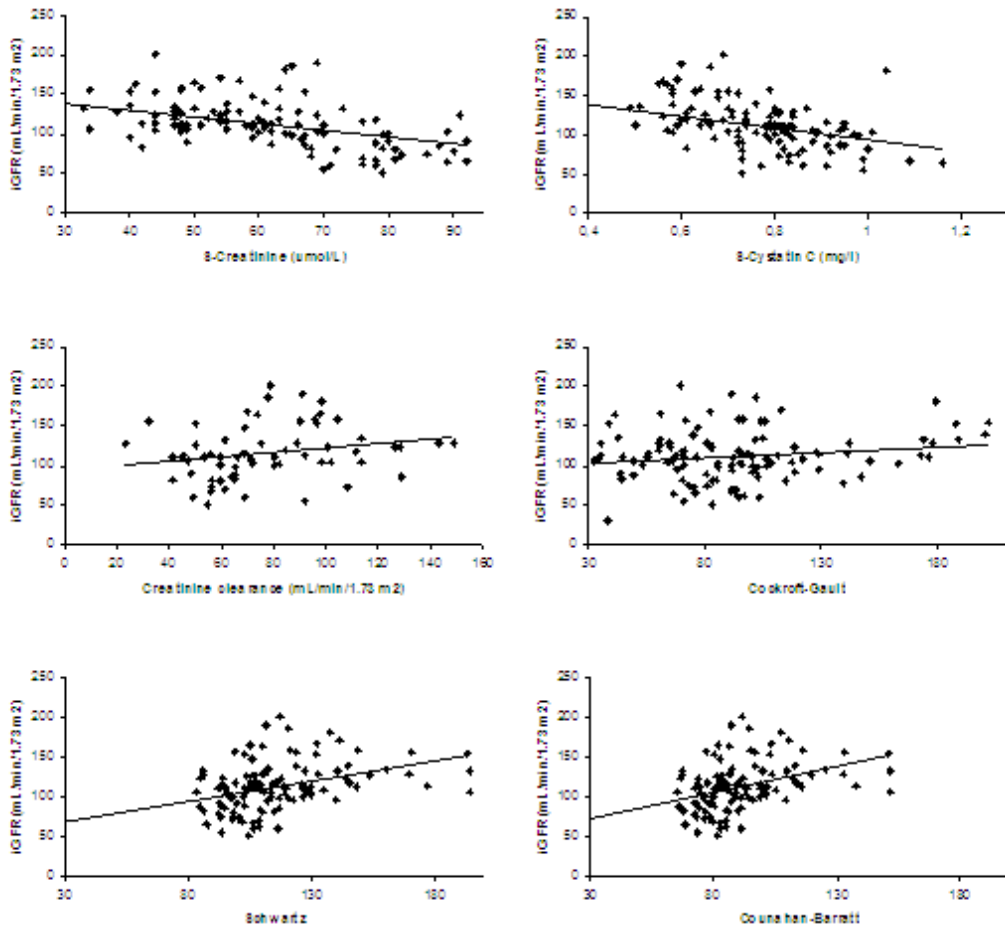 250
200
150
100
50
0
iGFR (mL/min/1.73 m2)
30 40 50 60 70 80 90
S-Creatinine (umol/L)
250
200
150
100
50
0
iGFR (mL/min/1.73 m2)
0,4 0,6 0,8 1 1,2
S-Cystatin C (mg/l)
250
200
150
100
50
0
iGFR (mL/min/1.73 m2)
0 20 40 60 80 100 120 140 160
Creatinine clearance (mL/min/1.73 m2)
250
200
150
100
50
0
iGFR (mL/min/1.73 m2)
30 80 130 180
Cockroft-Gault
250
200
150
100
50
0
iGFR (mL/min/1.73 m2)
30 80 130 180
Schwartz
250
200
150
100
50
0
iGFR (mL/min/1.73 m2)
30 80 130 180
Counahan-Barratt